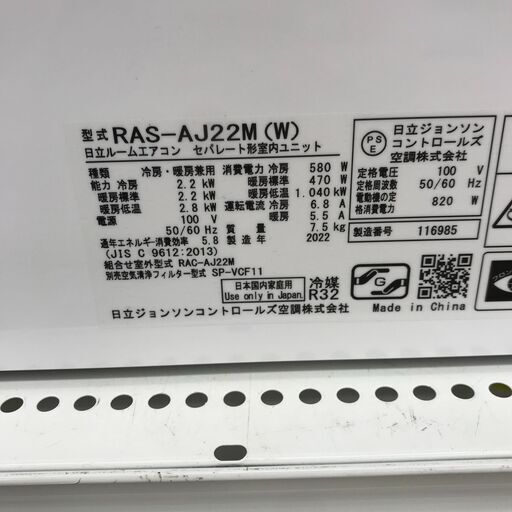 型式 RAS-AJ22M(W)
日立ルームエアコン セパレート形室内ユニット
種類 冷房・暖房兼用 消費電力 冷房 580 W
能力 冷房 2.2 kW 暖房標準 470 W
暖房標準 2.2 kW 暖房低温 1.040 kW
暖房低温 2.8 kW 運転電流 冷房 6.8 A
電源 100 V 暖房 5.5 A
50/60 Hz 質量 7.5 kg
通年エネルギー消費効率 5.8 製造年 2022
(JIS C 9612:2013)
組合せ室外型式 RAC-AJ22M
別売空気清浄フィルター型式 SP-VCF11
日本国内家庭用
Use only in Japan.
冷媒
R32
日立ジョンソンコントロールズ空調株式会社
PS
E
日立ジョンソン
コントロールズ
空調株式会社
定格電圧 100 V
定格周波数 50/60 Hz
電動機の定
格消費電力 820 W
製造番号 116985
G
Made in China